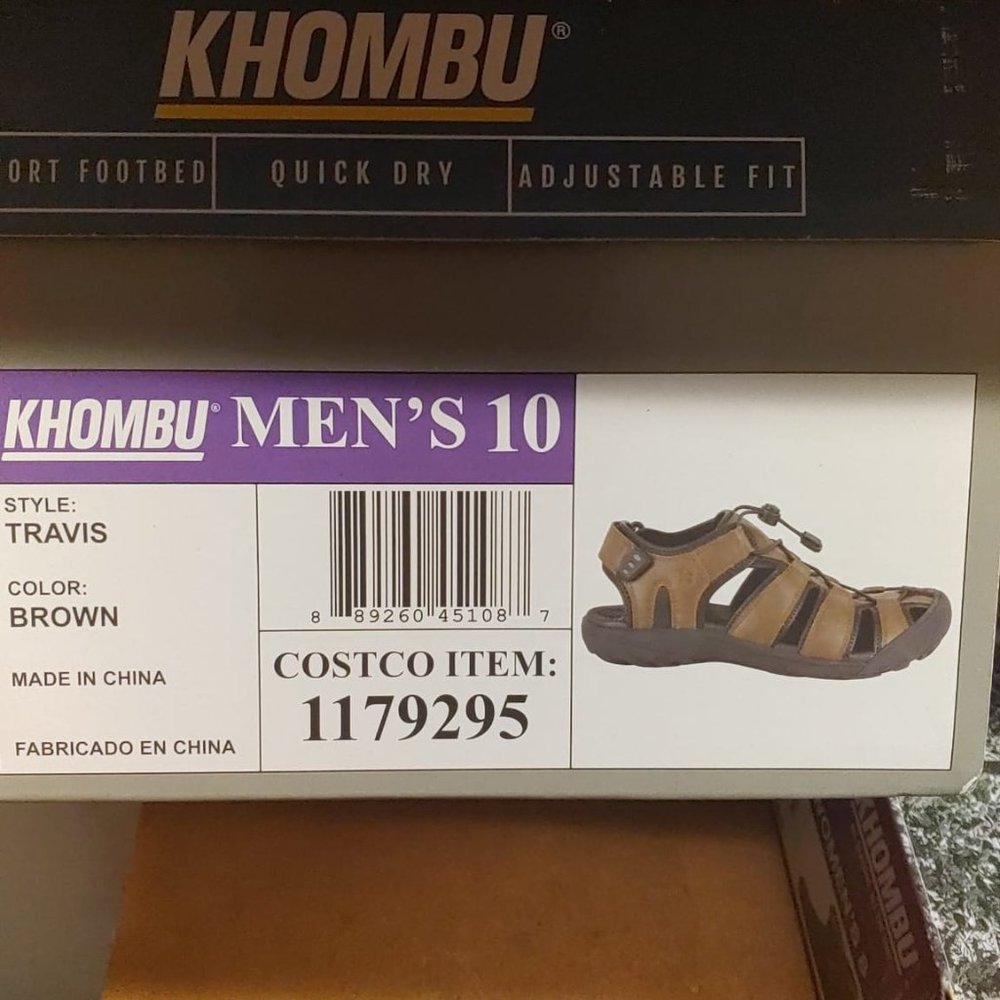 KHOMBU®
ORT FOOTBED QUICK DRY ADJUSTABLE FIT
KHOMBU® MEN'S 10
STYLE:
TRAVIS
COLOR:
BROWN
MADE IN CHINA
FABRICADO EN CHINA
8 89260 45108 7
COSTCO ITEM:
1179295
KHOMBU